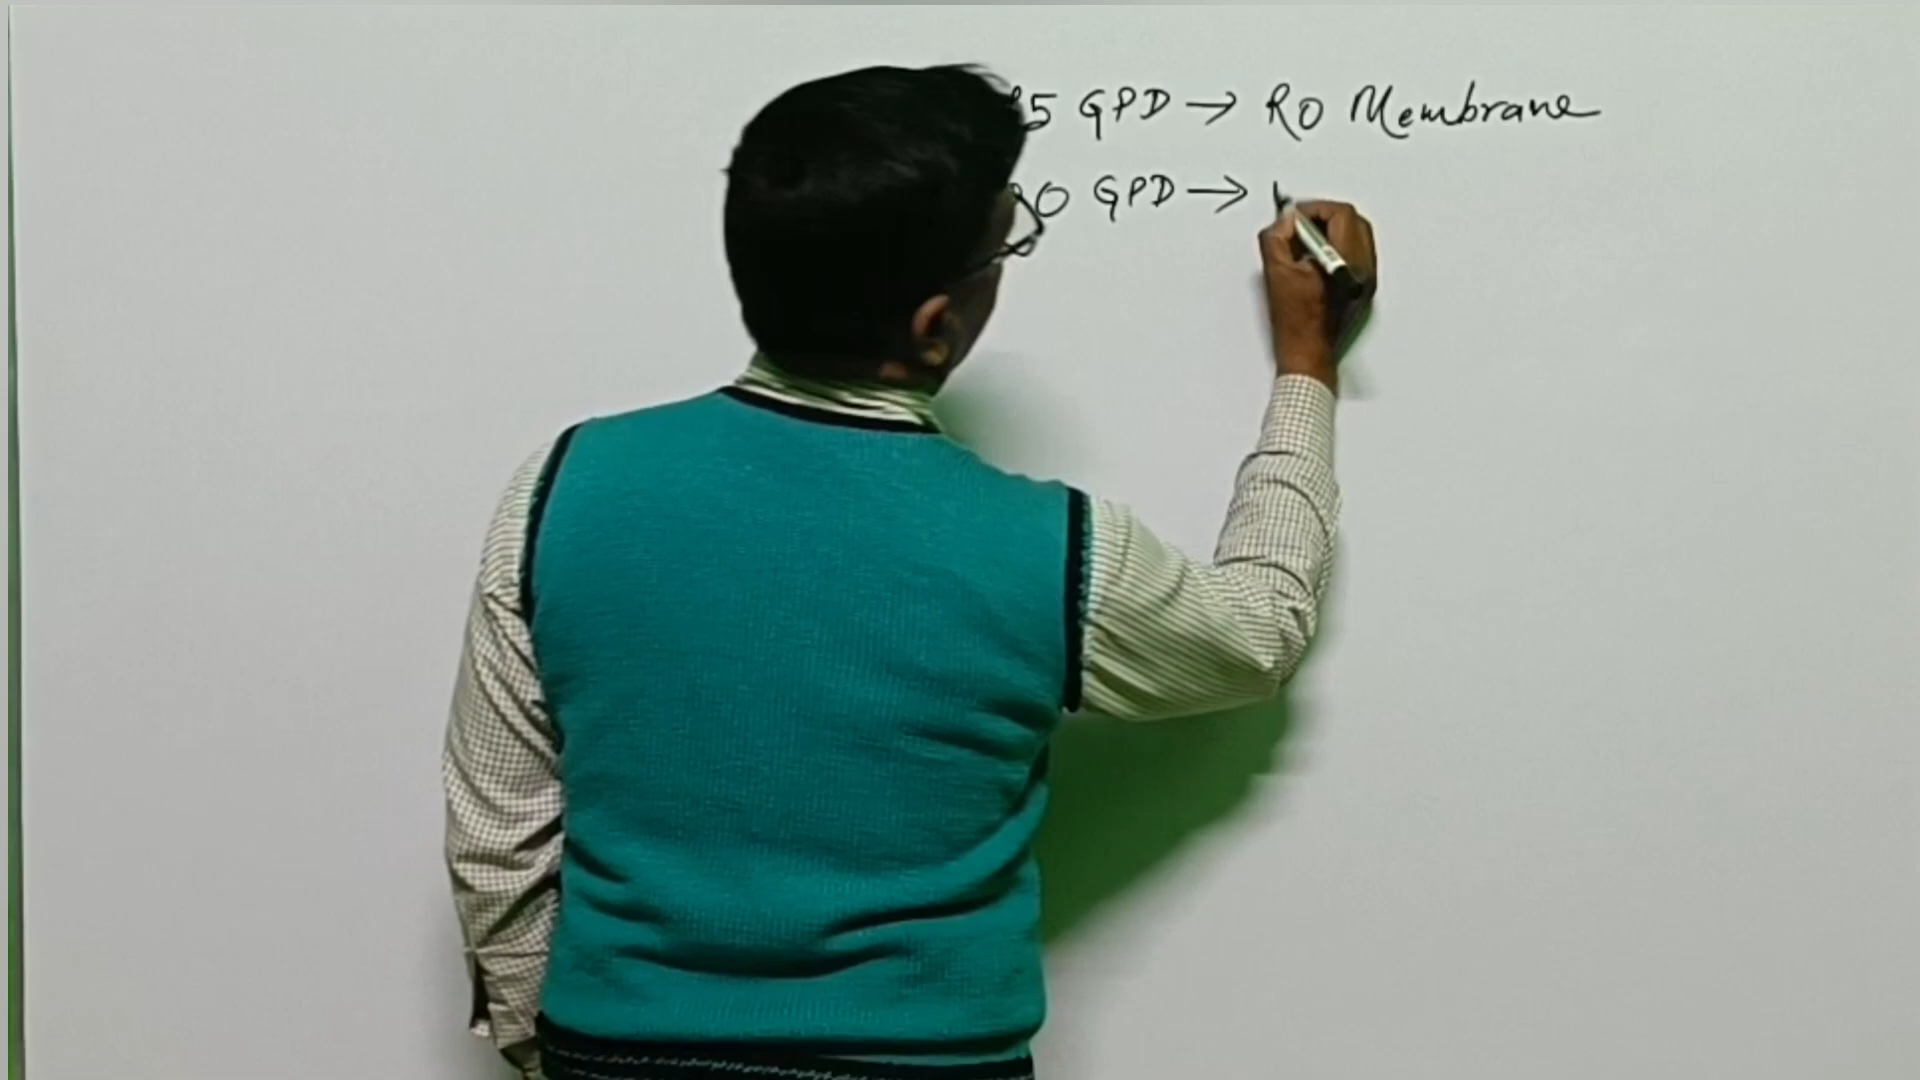 5 GPD → RO Membrane
0 GPD →